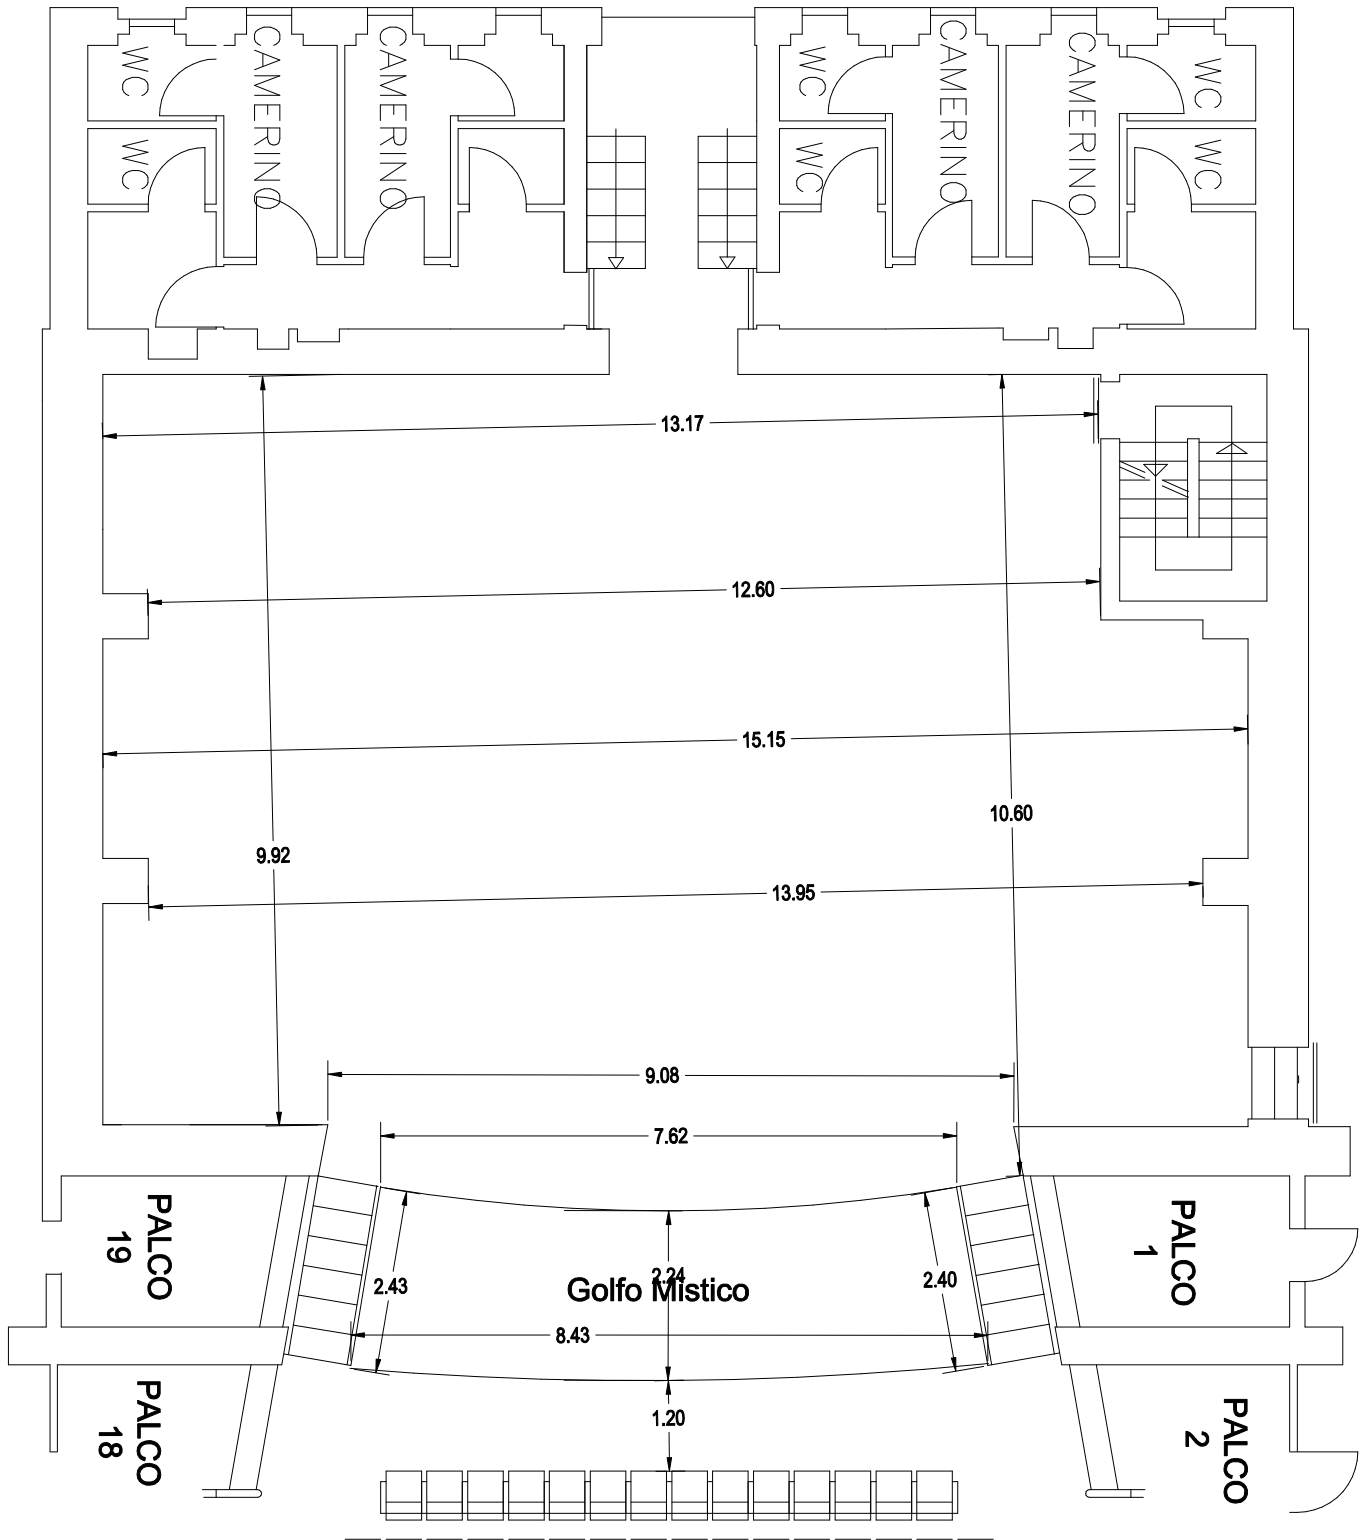 WC
CAMERINO
CAMERINO
WC
CAMERINO
CAMERINO
WC
WC
WC
WC
13.17
12.60
15.15
10.60
9.92
13.95
9.08
7.62
PALCO
19
PALCO
1
2.43
2.24
2.40
Golfo Mistico
8.43
PALCO
18
1.20
PALCO
2